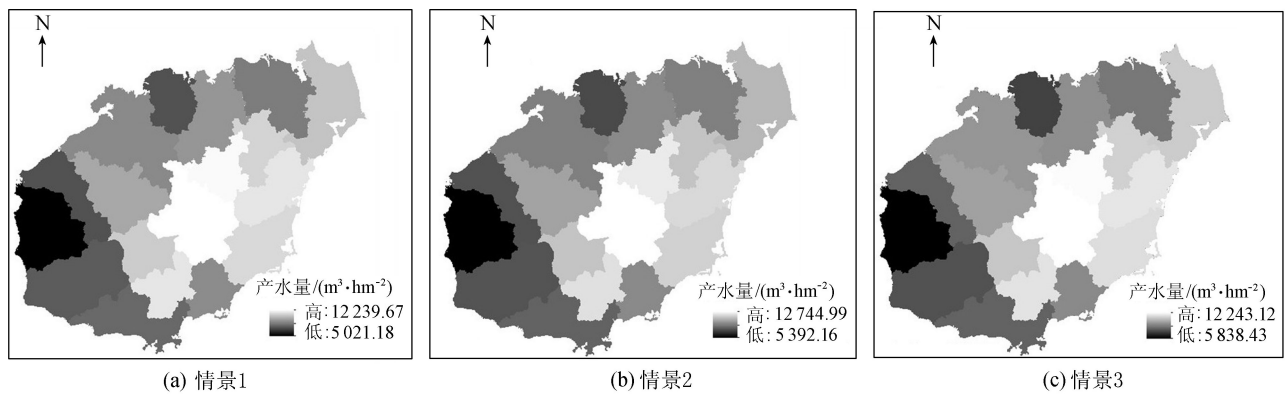 N
产水量/(m³·hm⁻²)
高:12 239.67
低:5 021.18
(a) 情景1
N
产水量/(m³·hm⁻²)
高:12 744.99
低:5 392.16
(b) 情景2
N
产水量/(m³·hm⁻²)
高:12 243.12
低:5 838.43
(c) 情景3